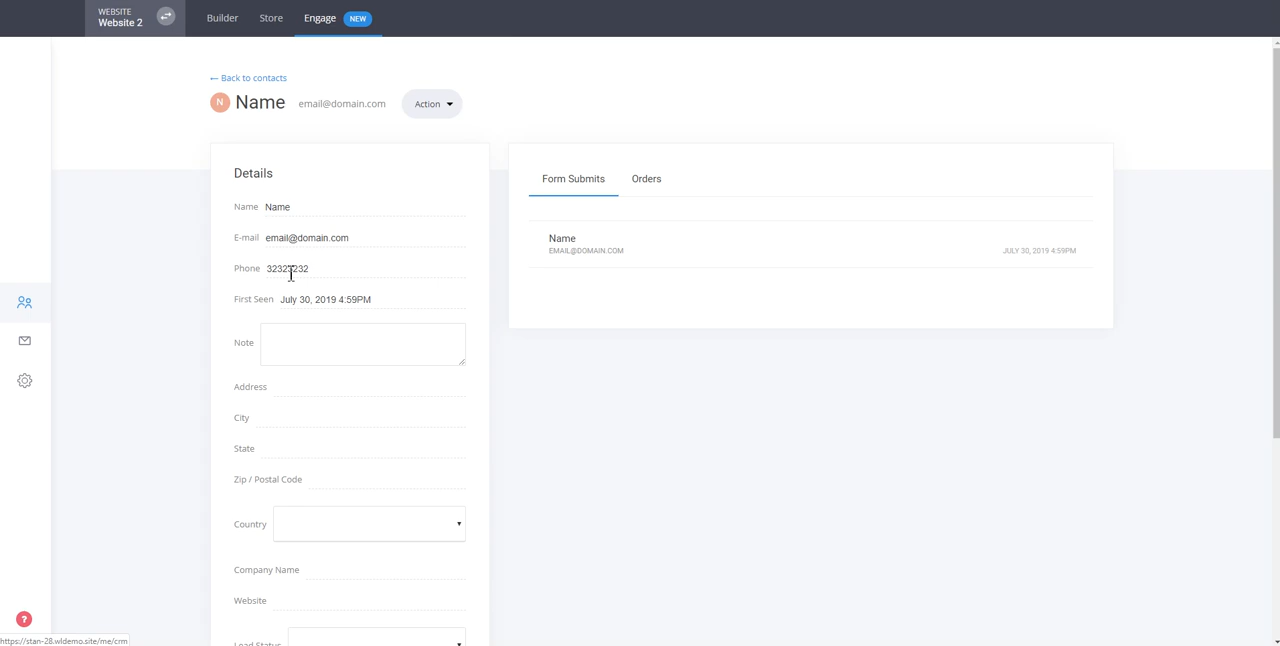 WEBSITE
Website 2
Builder
Store
Engage
NEW
← Back to contacts
N
Name
email@domain.com
Action
Details
Name Name
E-mail email@domain.com
Phone
First Seen July 30, 2019 4:59PM
Note
Address
City
State
Zip / Postal Code
Country
Company Name
Website
Lead Status
Form Submits
Orders
Name
EMAIL@DOMAIN.COM
JULY 30, 2019 4:59PM
?
https://stan-28.wldemo.site/me/crm